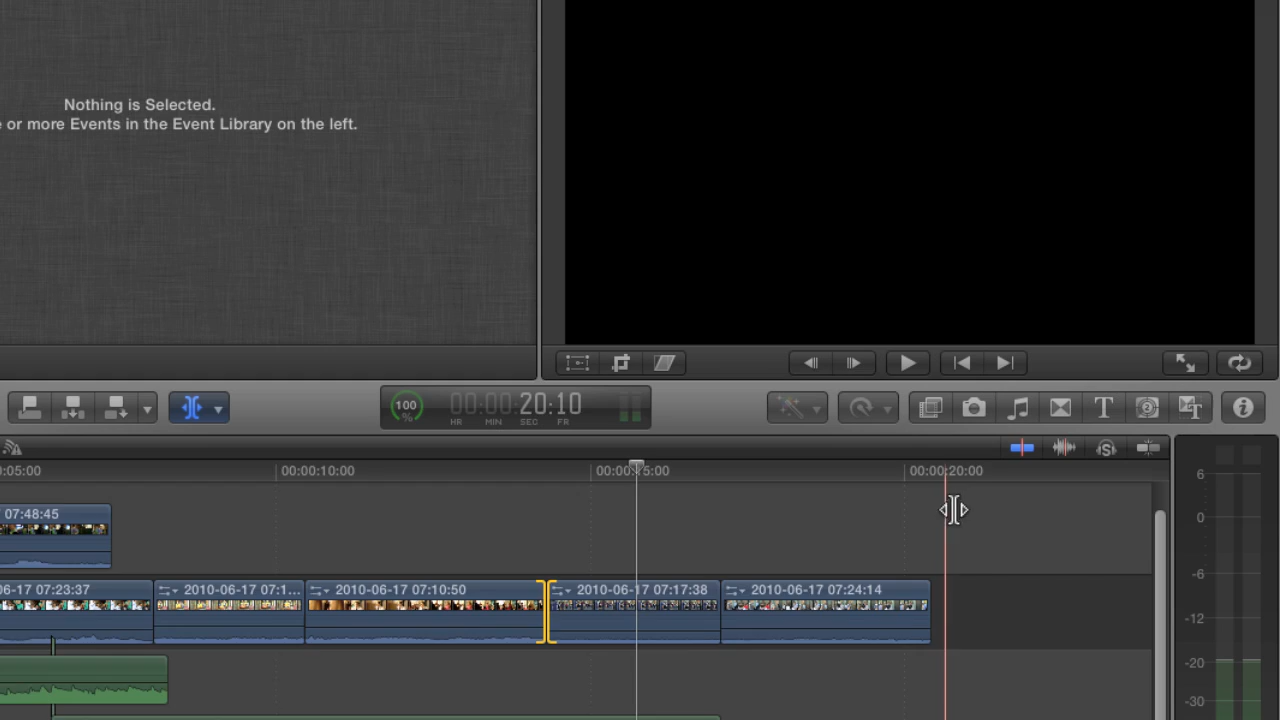 Nothing is Selected.
or more Events in the Event Library on the left.
100
%
00:00:20:10
HR MIN SEC FR
2
T
T
i
:05:00
00:00:10:00
00:00:15:00
00:00:20:00
S
6
0
-6
-12
-20
-30
07:48:45
6-17 07:23:37
2010-06-17 07:1...
2010-06-17 07:10:50
2010-06-17 07:17:38
2010-06-17 07:24:14